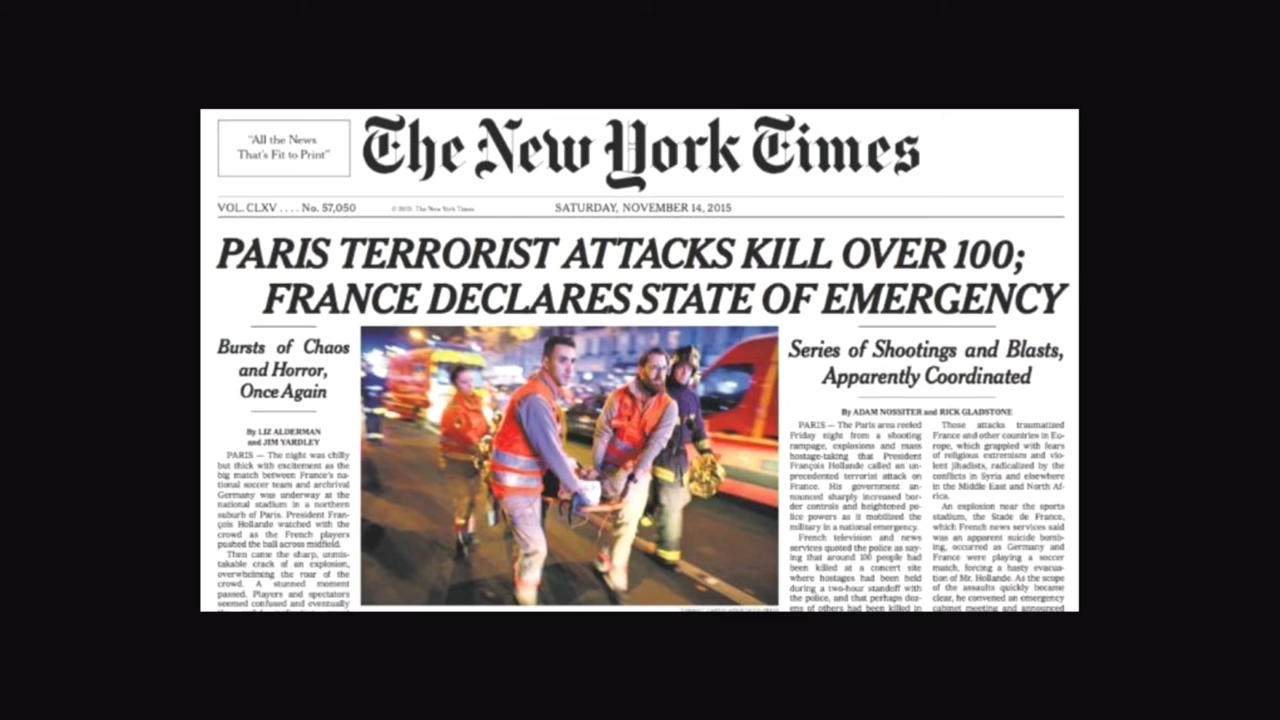 "All the News
That's Fit to Print"
The New York Times
VOL. CLXV .... No. 57,050
© 2015 The New York Times
SATURDAY, NOVEMBER 14, 2015
PARIS TERRORIST ATTACKS KILL OVER 100;
FRANCE DECLARES STATE OF EMERGENCY
Bursts of Chaos
and Horror,
Once Again
By LIZ ALDERMAN
and JIM YARDLEY
PARIS — The night was chilly
but thick with excitement as the
big match between France's na-
tional soccer team and archrival
Germany was underway at the
national stadium in a northern
suburb of Paris. President Fran-
çois Hollande watched with the
crowd as the French players
pushed the ball across midfield.
Then came the sharp, unmis-
takable crack of an explosion,
overwhelming the roar of the
crowd. A stunned moment
passed. Players and spectators
seemed confused and eventually
Series of Shootings and Blasts,
Apparently Coordinated
By ADAM NOSSITER and RICK GLADSTONE
PARIS — The Paris area reeled
Friday night from a shooting
rampage, explosions and mass
hostage-taking that President
François Hollande called an un-
precedented terrorist attack on
France. His government an-
nounced sharply increased bor-
der controls and heightened po-
lice powers as it mobilized the
military in a national emergency.
French television and news
services quoted the police as say-
ing that around 100 people had
been killed at a concert site
where hostages had been held
during a two-hour standoff with
the police, and that perhaps doz-
ens of others had been killed in
Those attacks traumatized
France and other countries in Eu-
rope, which grappled with fears
of religious extremism and vio-
lent jihadists, radicalized by the
conflicts in Syria and elsewhere
in the Middle East and North Af-
rica.
An explosion near the sports
stadium, the Stade de France,
which French news services said
was an apparent suicide bomb-
ing, occurred as Germany and
France were playing a soccer
match, forcing a hasty evacua-
tion of Mr. Hollande. As the scope
of the assaults quickly became
clear, he convened an emergency
cabinet meeting and announced